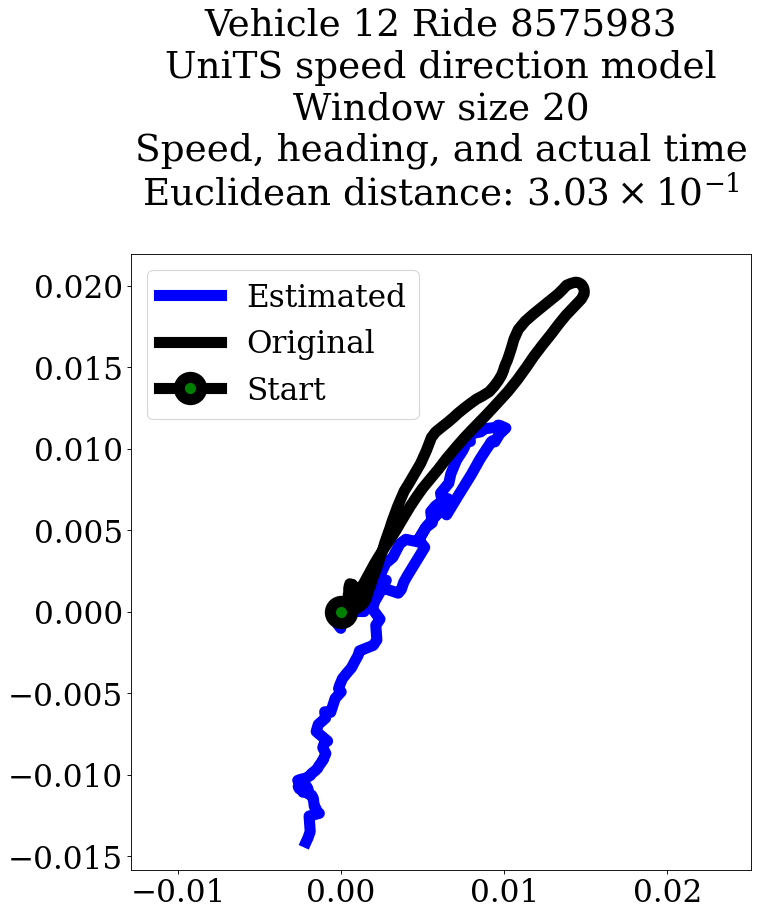 Vehicle 12 Ride 8575983
UniTS speed direction model
Window size 20
Speed, heading, and actual time
Euclidean distance: 3.03 × 10⁻¹
Estimated
Original
Start
0.020
0.015
0.010
0.005
0.000
−0.005
−0.010
−0.015
−0.01 0.00 0.01 0.02